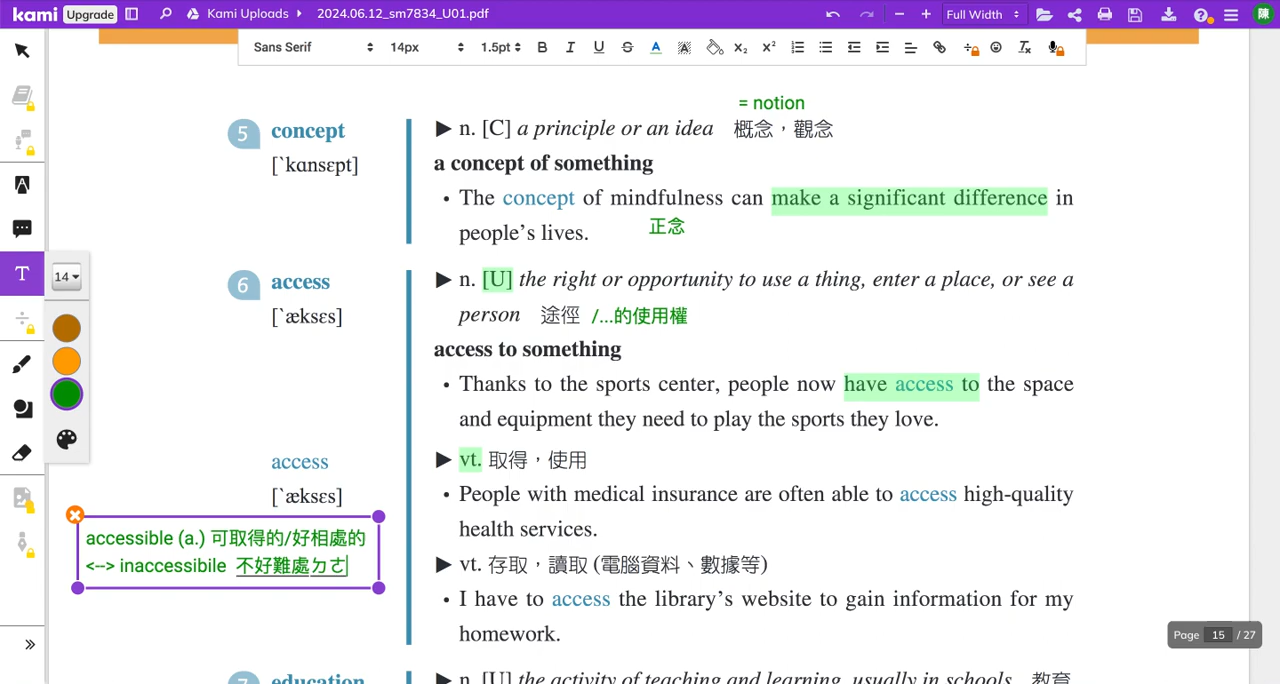 kami Upgrade Kami Uploads 2024.06.12_sm7834_U01.pdf Full Width 陳
Sans Serif 14px 1.5pt B I U S A X₂ X²
= notion
5 concept ▶ n. [C] a principle or an idea 概念，觀念
[ˋkɑnsɛpt] a concept of something
• The concept of mindfulness can make a significant difference in
正念
people’s lives.
6 access ▶ n. [U] the right or opportunity to use a thing, enter a place, or see a
[ˋæksɛs] person 途徑 /...的使用權
access to something
• Thanks to the sports center, people now have access to the space
and equipment they need to play the sports they love.
access ▶ vt. 取得，使用
[ˋæksɛs] • People with medical insurance are often able to access high-quality
health services.
accessible (a.) 可取得的/好相處的
<--> inaccessibile 不好難處ㄉㄜ
▶ vt. 存取，讀取 (電腦資料、數據等)
• I have to access the library’s website to gain information for my
homework.
7 education ▶ n. [U] the activity of teaching and learning, usually in schools 教育
T 14
Page 15 / 27